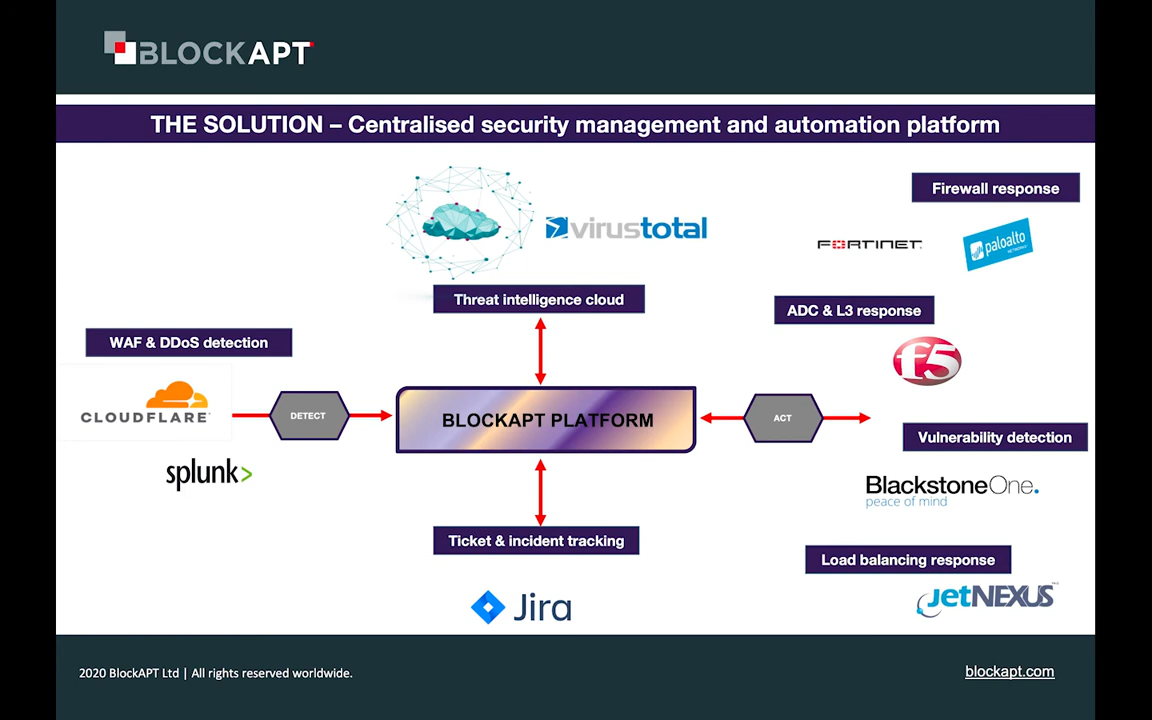 BLOCKAPT
THE SOLUTION – Centralised security management and automation platform
virustotal
Threat intelligence cloud
Firewall response
FORTINET
paloalto
NETWORKS
ADC & L3 response
f5
WAF & DDoS detection
CLOUDFLARE
splunk>
DETECT
BLOCKAPT PLATFORM
ACT
Vulnerability detection
BlackstoneOne.
peace of mind
Ticket & incident tracking
Jira
Load balancing response
jetNEXUS
2020 BlockAPT Ltd | All rights reserved worldwide.
blockapt.com